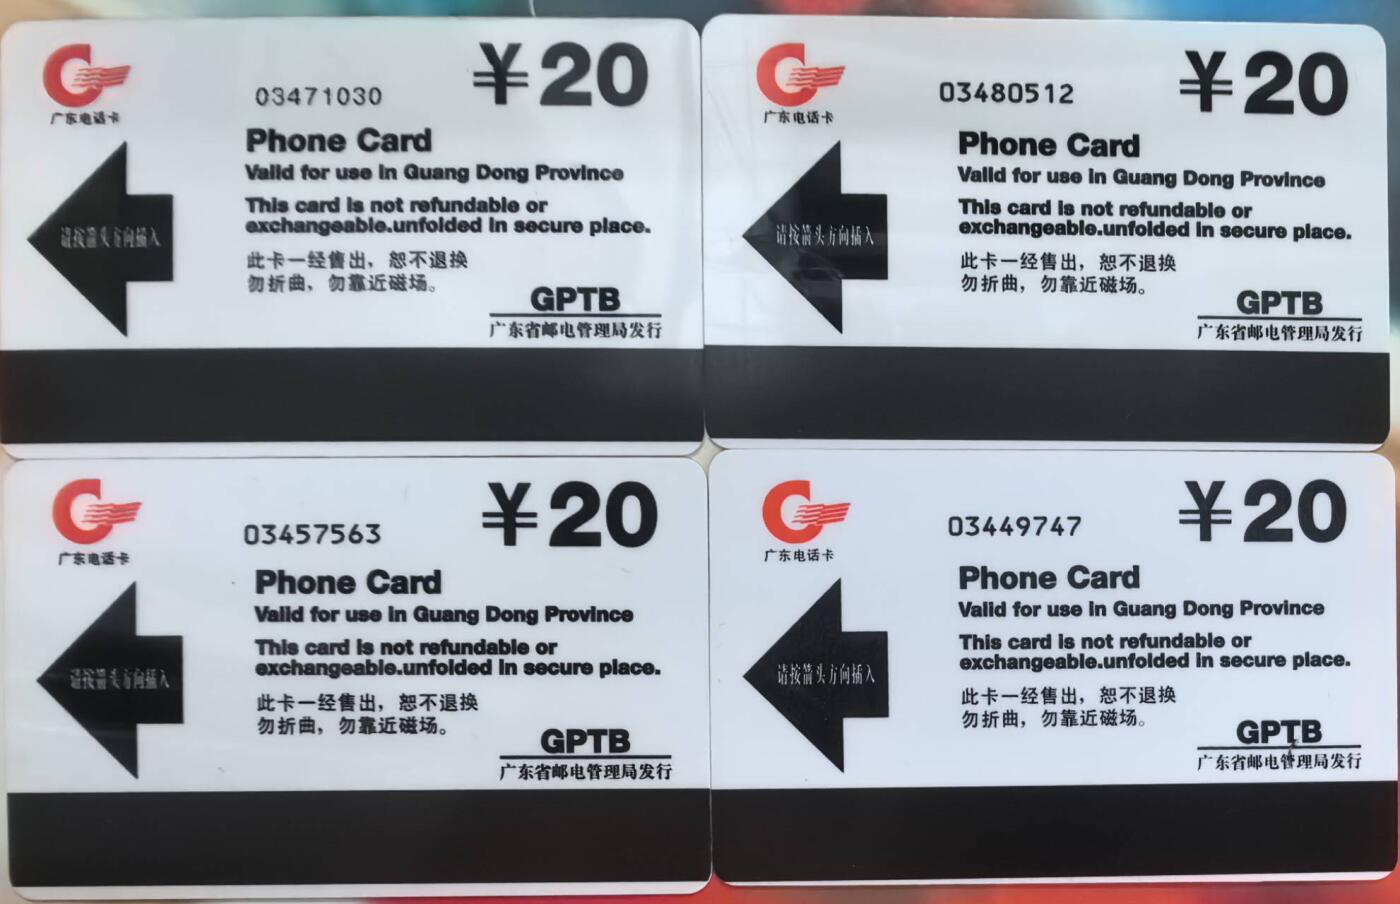 03471030
¥20
广东电话卡
Phone Card
Valid for use in Guang Dong Province
This card is not refundable or
exchangeable.unfolded in secure place.
请按箭头方向插入
此卡一经售出，恕不退换
勿折曲，勿靠近磁场。
GPTB
广东省邮电管理局发行
03480512
¥20
广东电话卡
Phone Card
Valid for use in Guang Dong Province
This card is not refundable or
exchangeable.unfolded in secure place.
请按箭头方向插入
此卡一经售出，恕不退换
勿折曲，勿靠近磁场。
GPTB
广东省邮电管理局发行
03457563
¥20
广东电话卡
Phone Card
Valid for use in Guang Dong Province
This card is not refundable or
exchangeable.unfolded in secure place.
请按箭头方向插入
此卡一经售出，恕不退换
勿折曲，勿靠近磁场。
GPTB
广东省邮电管理局发行
03449747
¥20
广东电话卡
Phone Card
Valid for use in Guang Dong Province
This card is not refundable or
exchangeable.unfolded in secure place.
请按箭头方向插入
此卡一经售出，恕不退换
勿折曲，勿靠近磁场。
GPTB
广东省邮电管理局发行